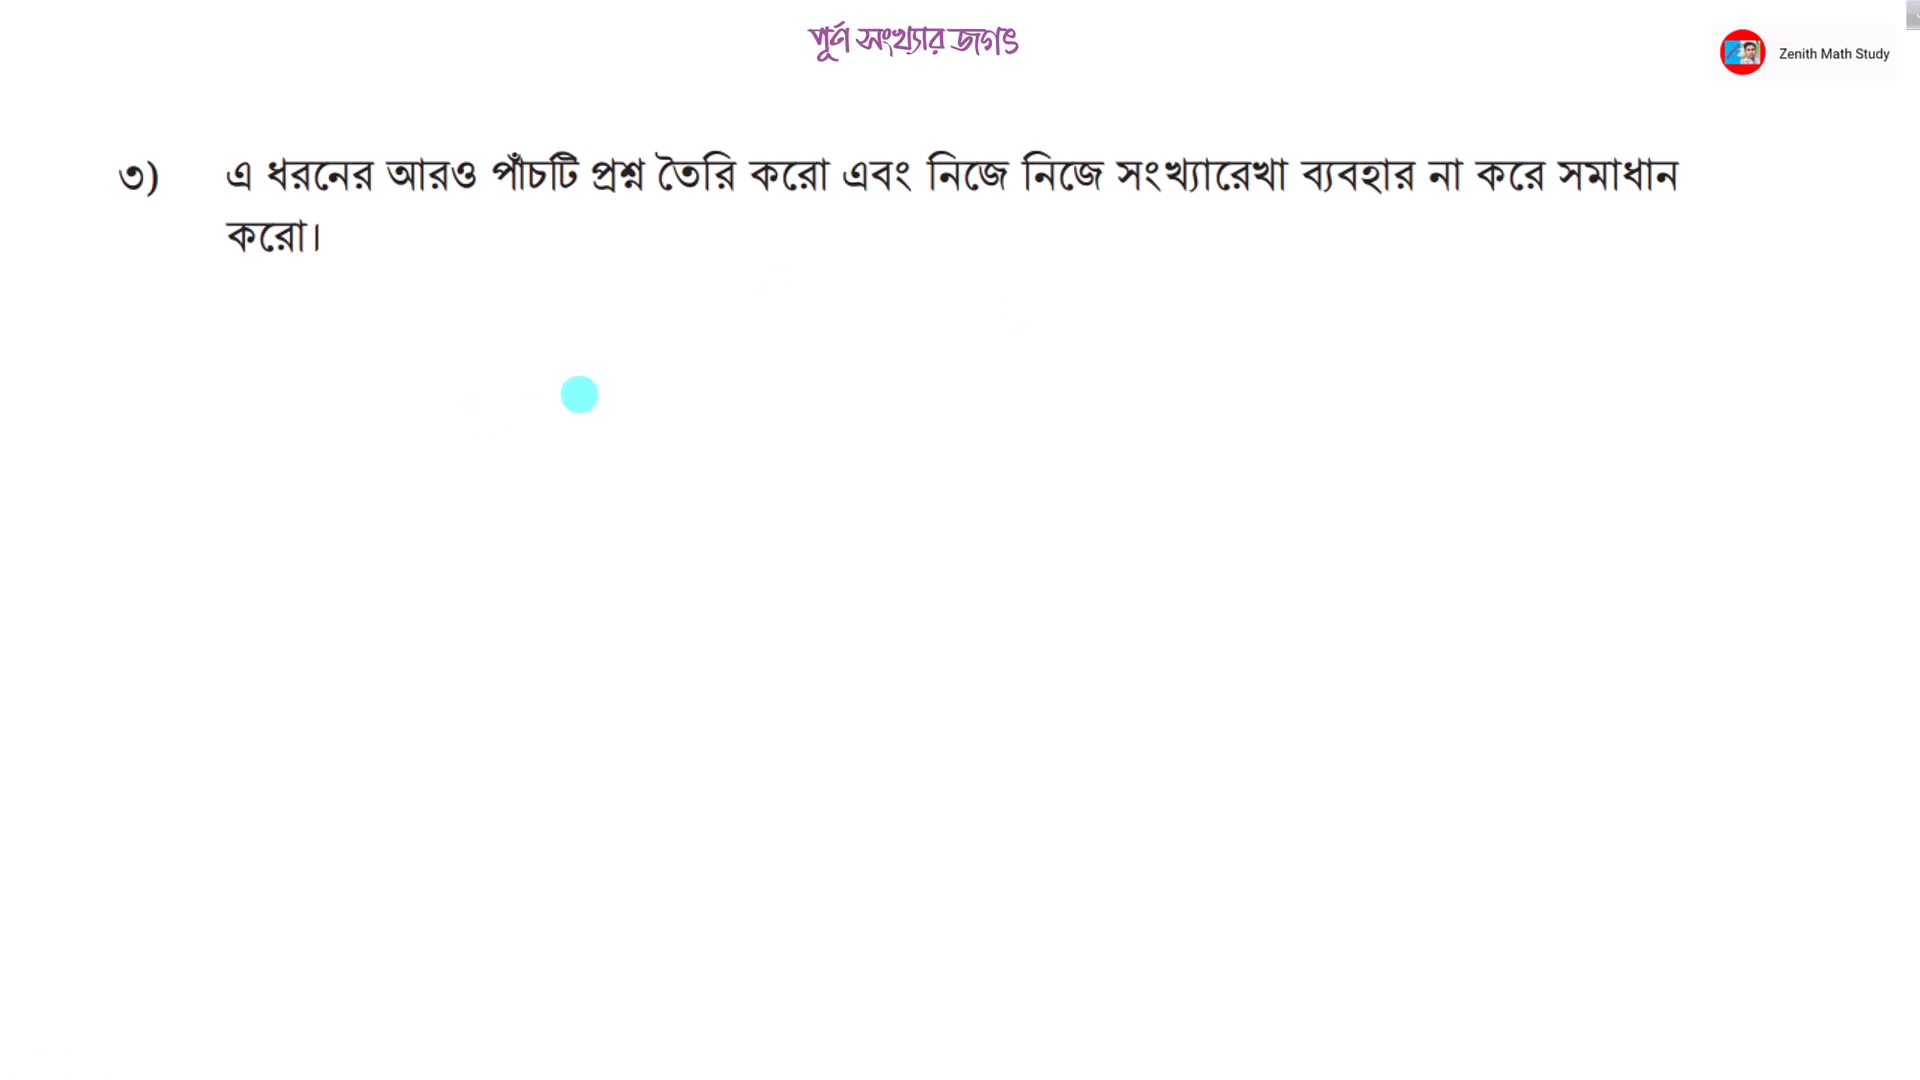 পূর্ণ সংখ্যার জগৎ
Zenith Math Study
৩) এ ধরনের আরও পাঁচটি প্রশ্ন তৈরি করো এবং নিজে নিজে সংখ্যারেখা ব্যবহার না করে সমাধান
করো।